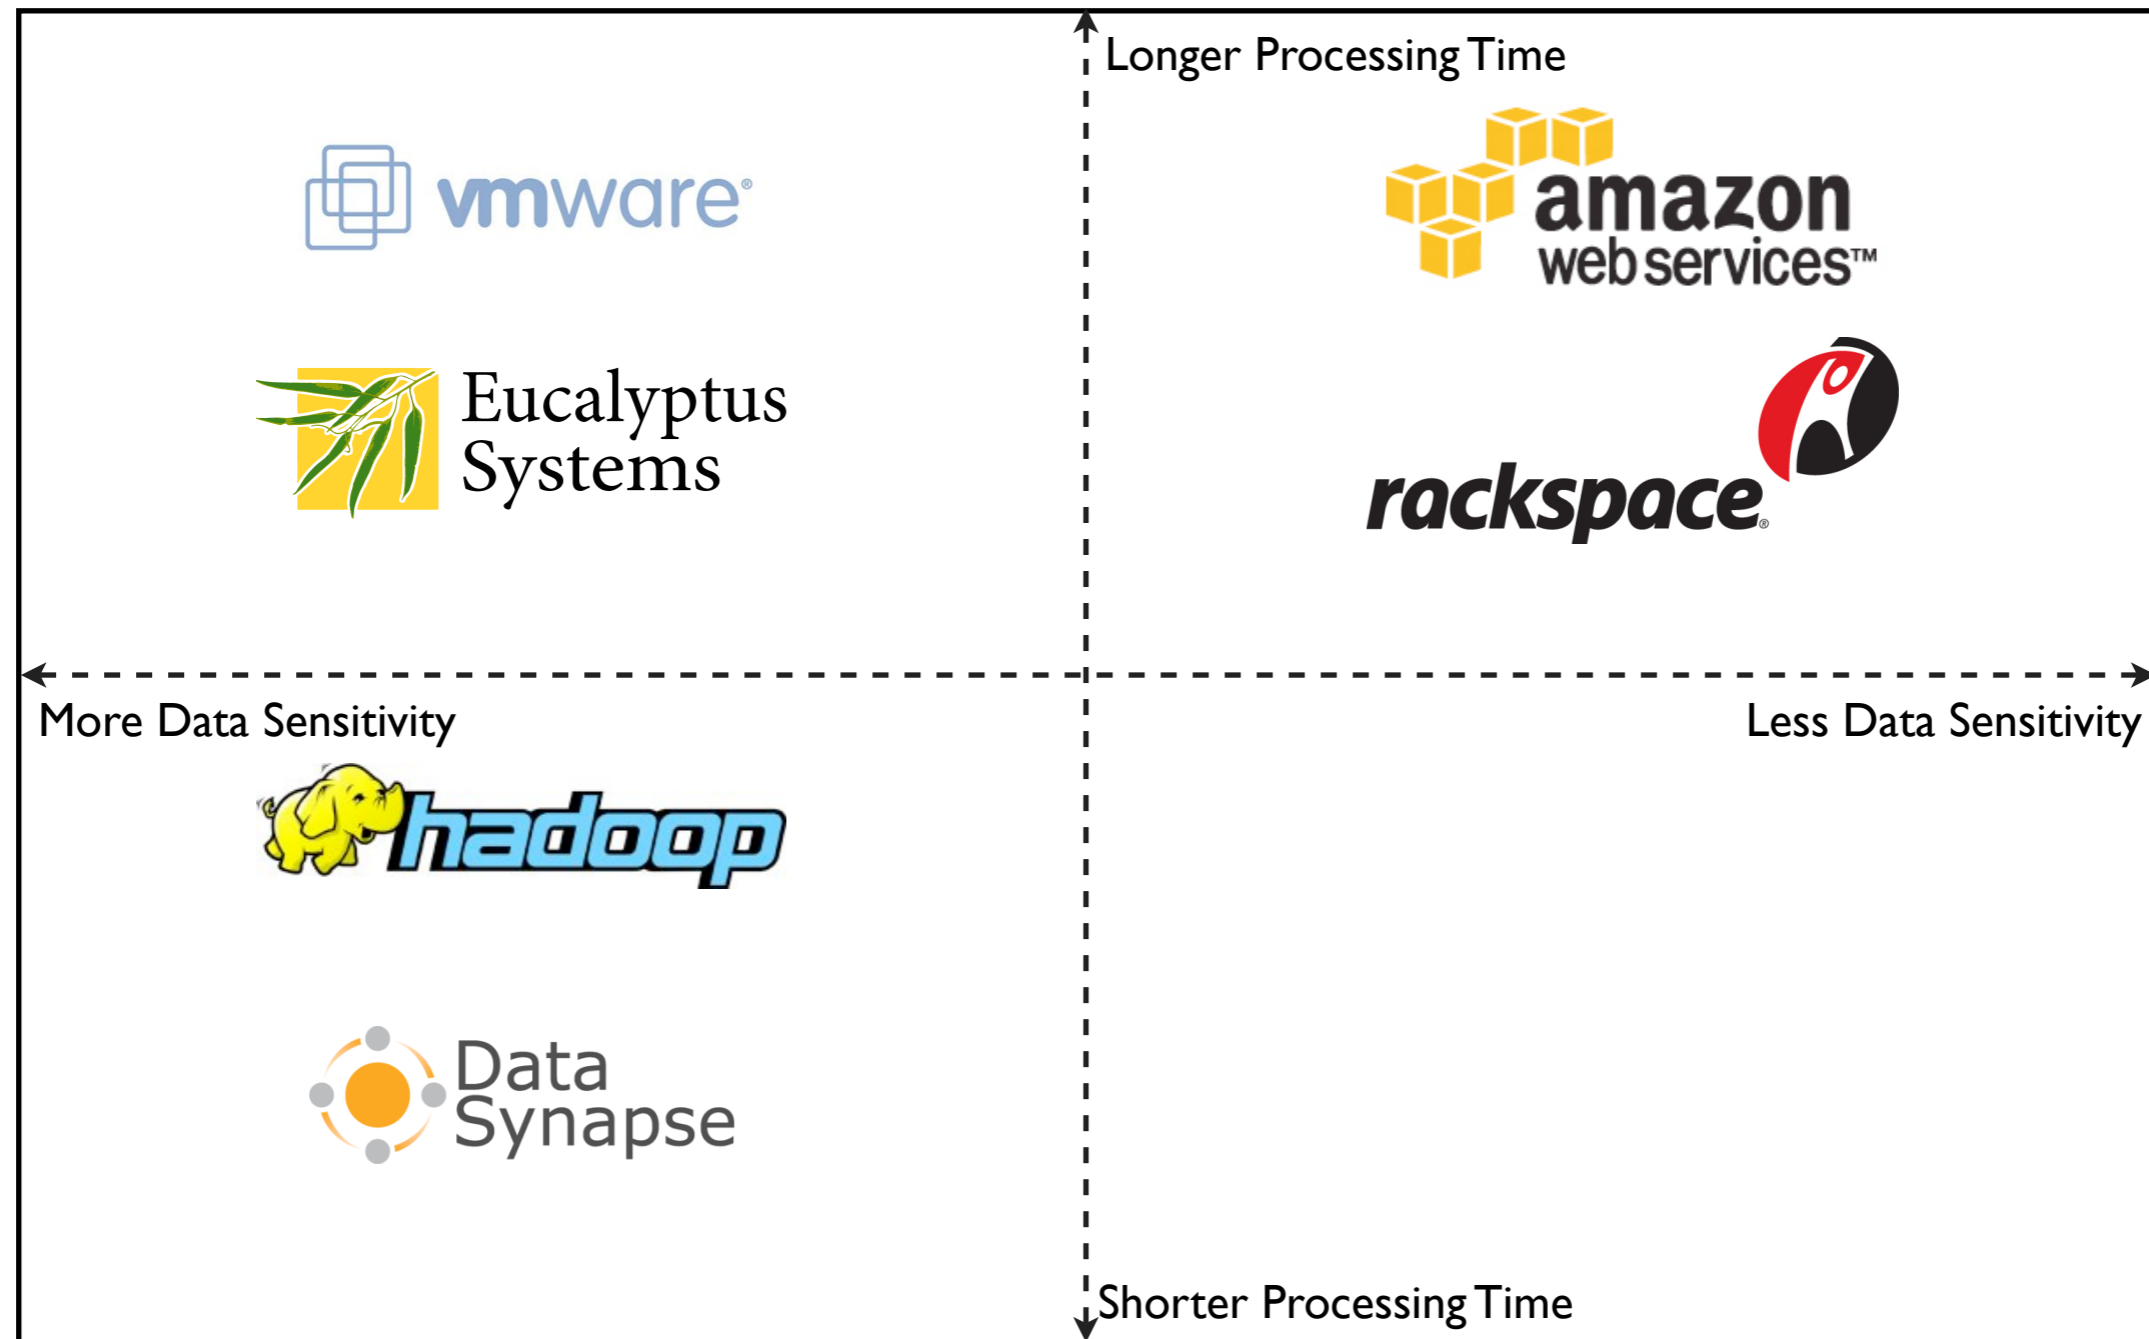 Longer Processing Time
vmware®
amazon
web services™
Eucalyptus
Systems
rackspace®
More Data Sensitivity
Less Data Sensitivity
hadoop
Data
Synapse
Shorter Processing Time